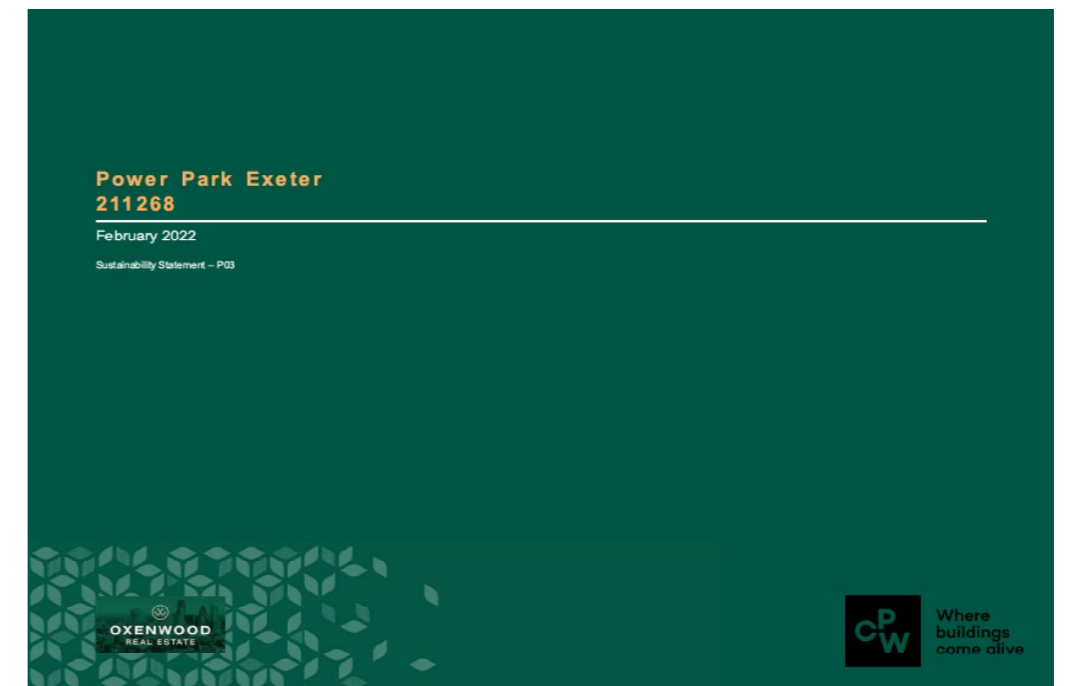 Power Park Exeter
211268
February 2022
Sustainability Statement – P03
OXENWOOD
REAL ESTATE
CPW
Where
buildings
come alive